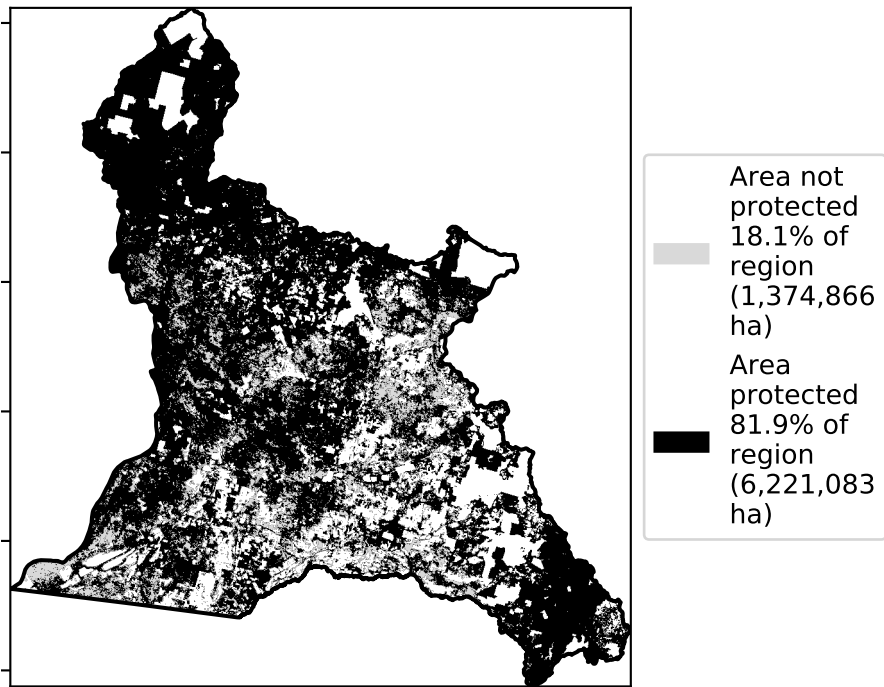 Area not
protected
18.1% of
region
(1,374,866
ha)
Area
protected
81.9% of
region
(6,221,083
ha)